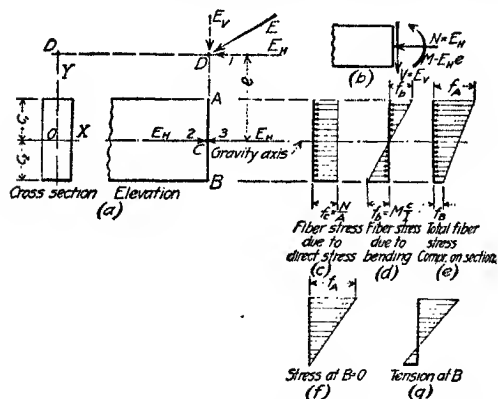 E_V
E
D
D
E_H
1
e
Y
A
O
X
E_H 2
3 E_H
C
Gravity axis
B
Cross section
Elevation
(a)
N=E_H
M=E_H e
V=E_V
(b)
f_b
f_A
f_c=N/A
f_b=M c/I
f_B
Fiber stress
due to
direct stress
(c)
Fiber stress
due to
bending
(d)
Total fiber
stress
Compr. on section
(e)
f_A
Stress at B=0
(f)
Tension at B
(g)